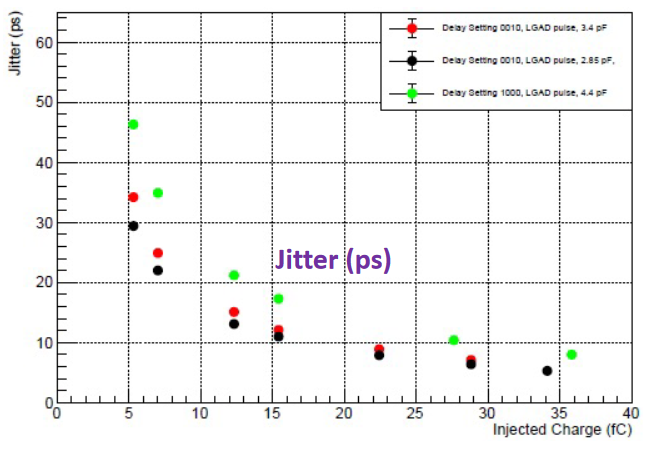 Jitter (ps)
60
50
40
30
20
10
0
Delay Setting 0010, LGAD pulse, 3.4 pF
Delay Setting 0010, LGAD pulse, 2.85 pF,
Delay Setting 1000, LGAD pulse, 4.4 pF
Jitter (ps)
0 5 10 15 20 25 30 35 40
Injected Charge (fC)